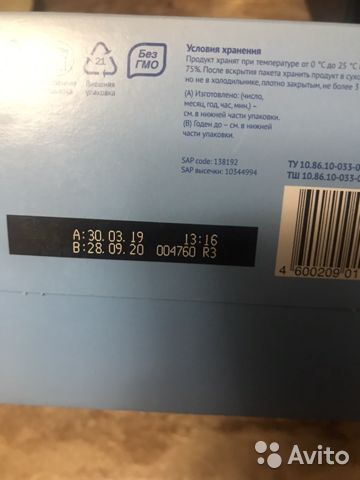 Без
ГМО
21
Внешняя
упаковка
Условия хранения
Продукт хранят при температуре от 0 °С до 25 °С
75%. После вскрытия пакета хранить продукт в
но не в холодильнике, плотно закрытым, не более 3
(А) Изготовлено: (число,
месяц, год, час, мин.) –
см. в нижней части упаковки.
(В) Годен до – см. в нижней
части упаковки.
SAP code: 138192
SAP высечки: 10344994
ТУ 10.86.10-033-0
ТШ 10.86.10-033-0
A:30.03.19 13:16
B:28.09.20 004760 R3
4 600209 01
Avito